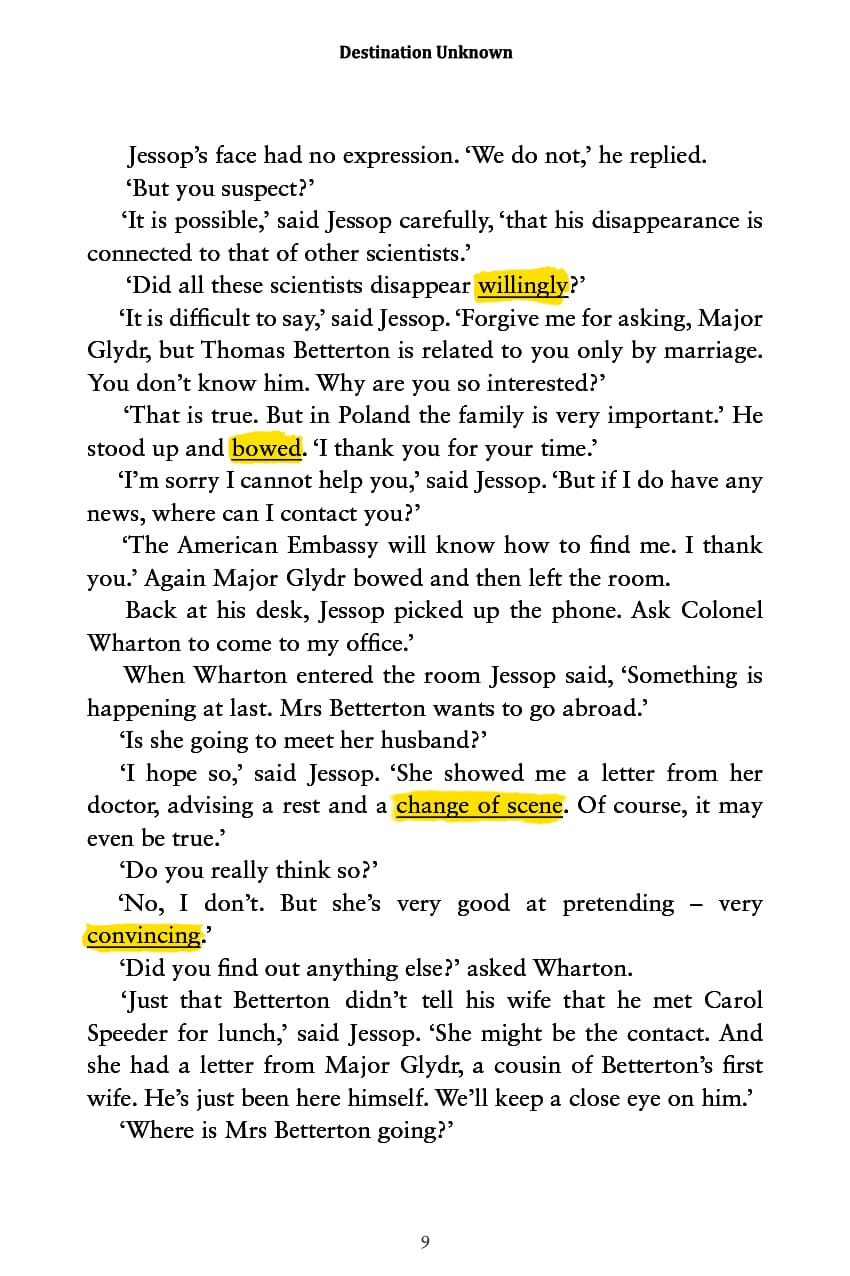 Destination Unknown
Jessop’s face had no expression. ‘We do not,’ he replied.
‘But you suspect?’
‘It is possible,’ said Jessop carefully, ‘that his disappearance is
connected to that of other scientists.’
‘Did all these scientists disappear willingly?’
‘It is difficult to say,’ said Jessop. ‘Forgive me for asking, Major
Glydr, but Thomas Betterton is related to you only by marriage.
You don’t know him. Why are you so interested?’
‘That is true. But in Poland the family is very important.’ He
stood up and bowed. ‘I thank you for your time.’
‘I’m sorry I cannot help you,’ said Jessop. ‘But if I do have any
news, where can I contact you?’
‘The American Embassy will know how to find me. I thank
you.’ Again Major Glydr bowed and then left the room.
Back at his desk, Jessop picked up the phone. Ask Colonel
Wharton to come to my office.’
When Wharton entered the room Jessop said, ‘Something is
happening at last. Mrs Betterton wants to go abroad.’
‘Is she going to meet her husband?’
‘I hope so,’ said Jessop. ‘She showed me a letter from her
doctor, advising a rest and a change of scene. Of course, it may
even be true.’
‘Do you really think so?’
‘No, I don’t. But she’s very good at pretending – very
convincing.’
‘Did you find out anything else?’ asked Wharton.
‘Just that Betterton didn’t tell his wife that he met Carol
Speeder for lunch,’ said Jessop. ‘She might be the contact. And
she had a letter from Major Glydr, a cousin of Betterton’s first
wife. He’s just been here himself. We’ll keep a close eye on him.’
‘Where is Mrs Betterton going?’
9